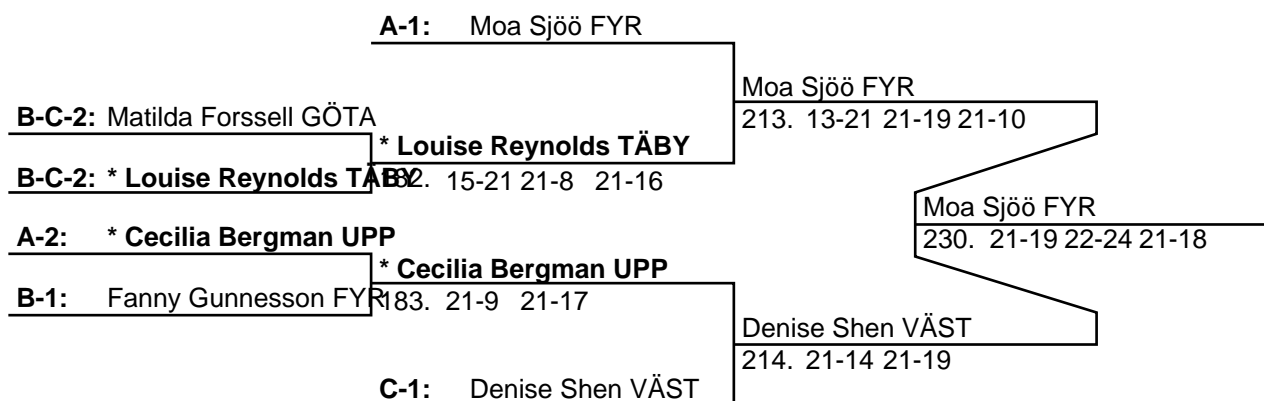 A-1: Moa Sjöö FYR
Moa Sjöö FYR
213. 13-21 21-19 21-10
B-C-2: Matilda Forssell GÖTA
* Louise Reynolds TÄBY
B-C-2: * Louise Reynolds TÄBY
182. 15-21 21-8 21-16
Moa Sjöö FYR
230. 21-19 22-24 21-18
A-2: * Cecilia Bergman UPP
* Cecilia Bergman UPP
B-1: Fanny Gunnesson FYR
183. 21-9 21-17
Denise Shen VÄST
214. 21-14 21-19
C-1: Denise Shen VÄST